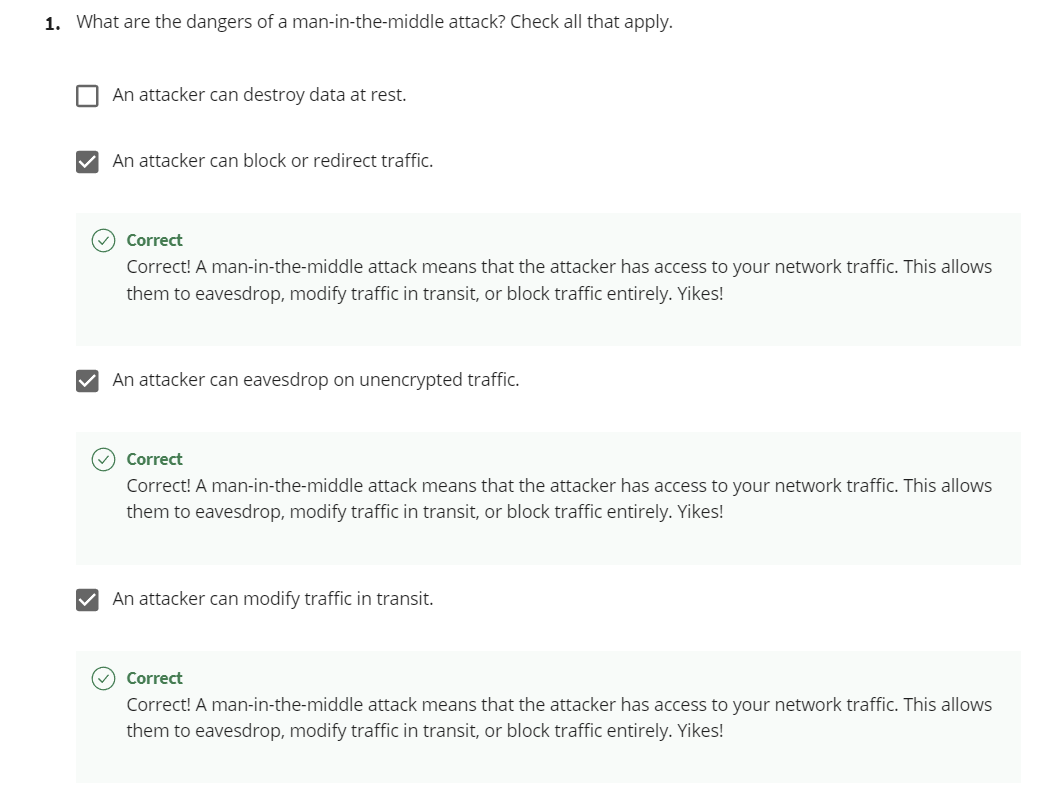 1. What are the dangers of a man-in-the-middle attack? Check all that apply.
An attacker can destroy data at rest.
An attacker can block or redirect traffic.
Correct
Correct! A man-in-the-middle attack means that the attacker has access to your network traffic. This allows
them to eavesdrop, modify traffic in transit, or block traffic entirely. Yikes!
An attacker can eavesdrop on unencrypted traffic.
Correct
Correct! A man-in-the-middle attack means that the attacker has access to your network traffic. This allows
them to eavesdrop, modify traffic in transit, or block traffic entirely. Yikes!
An attacker can modify traffic in transit.
Correct
Correct! A man-in-the-middle attack means that the attacker has access to your network traffic. This allows
them to eavesdrop, modify traffic in transit, or block traffic entirely. Yikes!